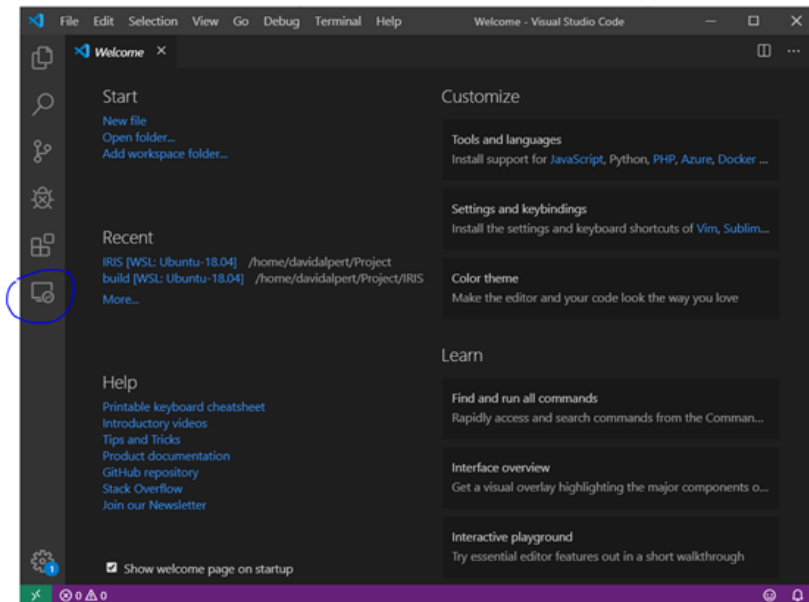 File Edit Selection View Go Debug Terminal Help Welcome - Visual Studio Code
Welcome
Start
New file
Open folder...
Add workspace folder...
Recent
IRIS [WSL: Ubuntu-18.04] /home/davidalpert/Project
build [WSL: Ubuntu-18.04] /home/davidalpert/Project/IRIS
More...
Help
Printable keyboard cheatsheet
Introductory videos
Tips and Tricks
Product documentation
GitHub repository
Stack Overflow
Join our Newsletter
Show welcome page on startup
Customize
Tools and languages
Install support for JavaScript, Python, PHP, Azure, Docker ...
Settings and keybindings
Install the settings and keyboard shortcuts of Vim, Sublim...
Color theme
Make the editor and your code look the way you love
Learn
Find and run all commands
Rapidly access and search commands from the Comman...
Interface overview
Get a visual overlay highlighting the major components o...
Interactive playground
Try essential editor features out in a short walkthrough
1
0 0